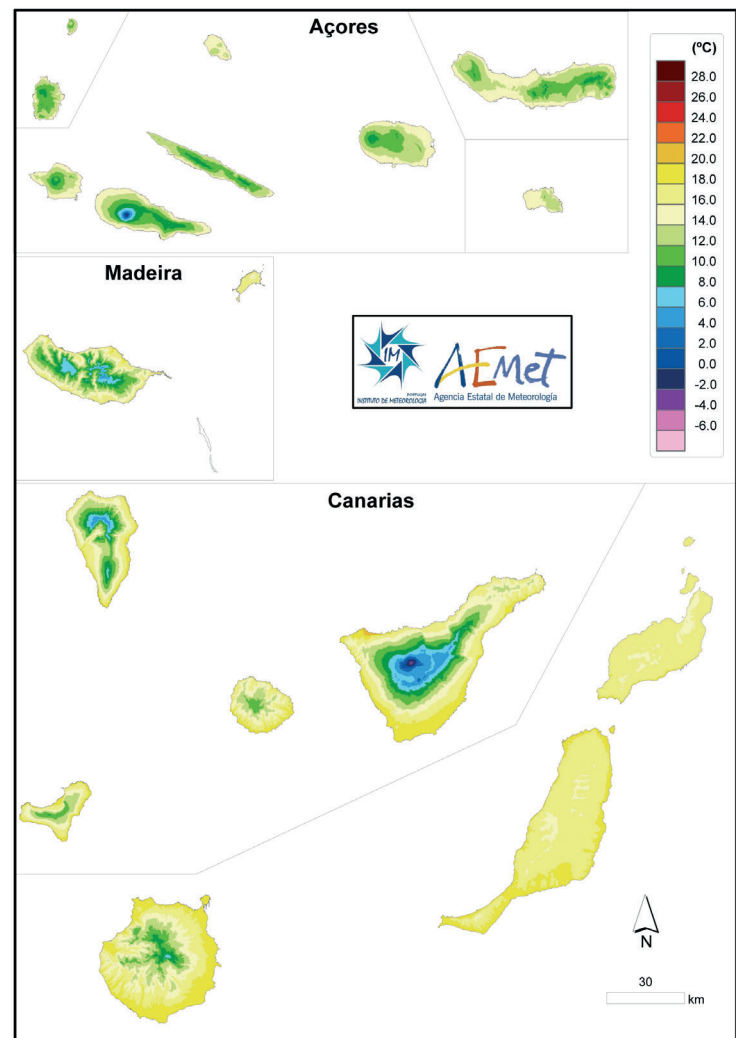 Açores
(ºC)
28.0
26.0
24.0
22.0
20.0
18.0
16.0
14.0
12.0
10.0
8.0
6.0
4.0
2.0
0.0
-2.0
-4.0
-6.0
Madeira
IM
PORTUGAL
INSTITUTO DE METEOROLOGIA
AEMet
Agencia Estatal de Meteorología
Canarias
N
30
km